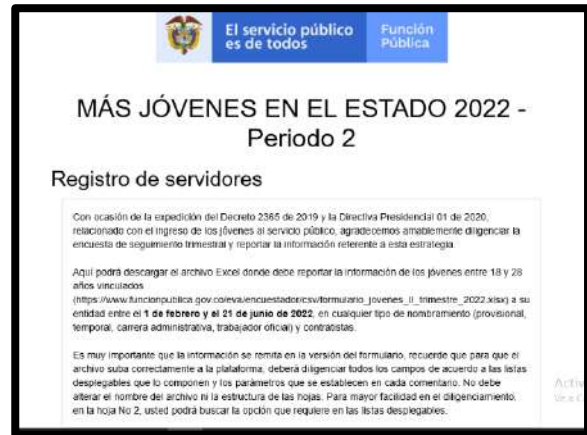 El servicio público
es de todos
Función
Pública
MÁS JÓVENES EN EL ESTADO 2022 -
Periodo 2
Registro de servidores
Con ocasión de la expedición del Decreto 2365 de 2019 y la Directiva Presidencial 01 de 2020,
relacionado con el ingreso de los jóvenes al servicio público, agradecemos amablemente diligenciar la
encuesta de seguimiento trimestral y reportar la información referente a esta estrategia.
Aquí podrá descargar el archivo Excel donde debe reportar la información de los jóvenes entre 18 y 28
años vinculados
(https://www.funcionpublica.gov.co/eva/encuestador/csv/formulario_jovenes_II_trimestre_2022.xlsx) a su
entidad entre el 1 de febrero y el 21 de junio de 2022, en cualquier tipo de nombramiento (provisional,
temporal, carrera administrativa, trabajador oficial) y contratistas.
Es muy importante que la información se remita en la versión del formulario, recuerde que para que el
archivo suba correctamente a la plataforma, deberá diligenciar todos los campos de acuerdo a las listas
desplegables que lo componen y los parámetros que se establecen en cada comentario. No debe
alterar el nombre del archivo ni la estructura de las hojas. Para mayor facilidad en el diligenciamiento,
en la hoja No 2, usted podrá buscar la opción que requiere en las listas desplegables.